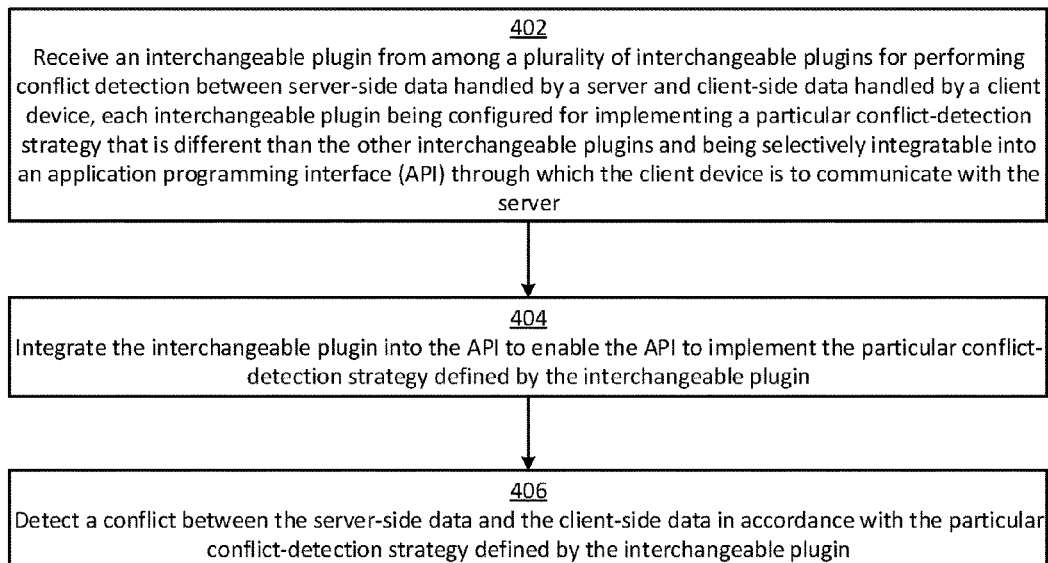 402
Receive an interchangeable plugin from among a plurality of interchangeable plugins for performing
conflict detection between server-side data handled by a server and client-side data handled by a client
device, each interchangeable plugin being configured for implementing a particular conflict-detection
strategy that is different than the other interchangeable plugins and being selectively integratable into
an application programming interface (API) through which the client device is to communicate with the
server
404
Integrate the interchangeable plugin into the API to enable the API to implement the particular conflict-
detection strategy defined by the interchangeable plugin
406
Detect a conflict between the server-side data and the client-side data in accordance with the particular
conflict-detection strategy defined by the interchangeable plugin